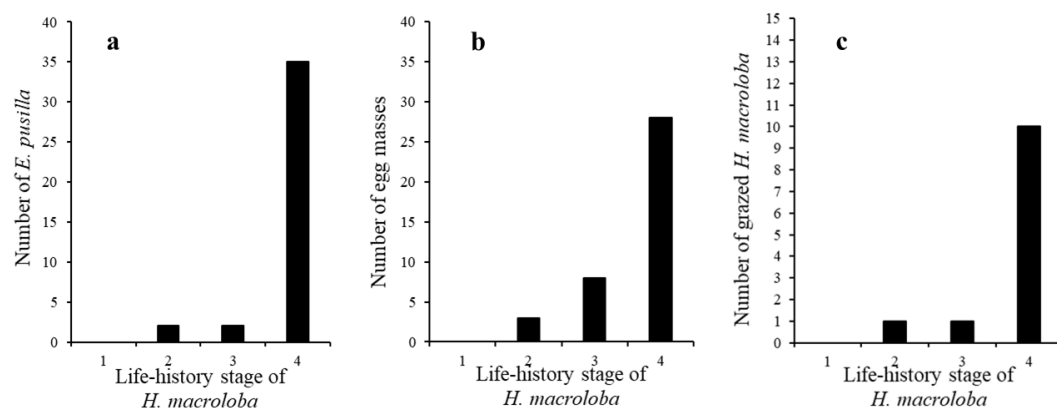 a
Number of E. pusilla
40
35
30
25
20
15
10
5
0
1 2 3 4
Life-history stage of
H. macroloba
b
Number of egg masses
40
35
30
25
20
15
10
5
0
1 2 3 4
Life-history stage of
H. macroloba
c
Number of grazed H. macroloba
15
14
13
12
11
10
9
8
7
6
5
4
3
2
1
0
1 2 3 4
Life-history stage of
H. macroloba